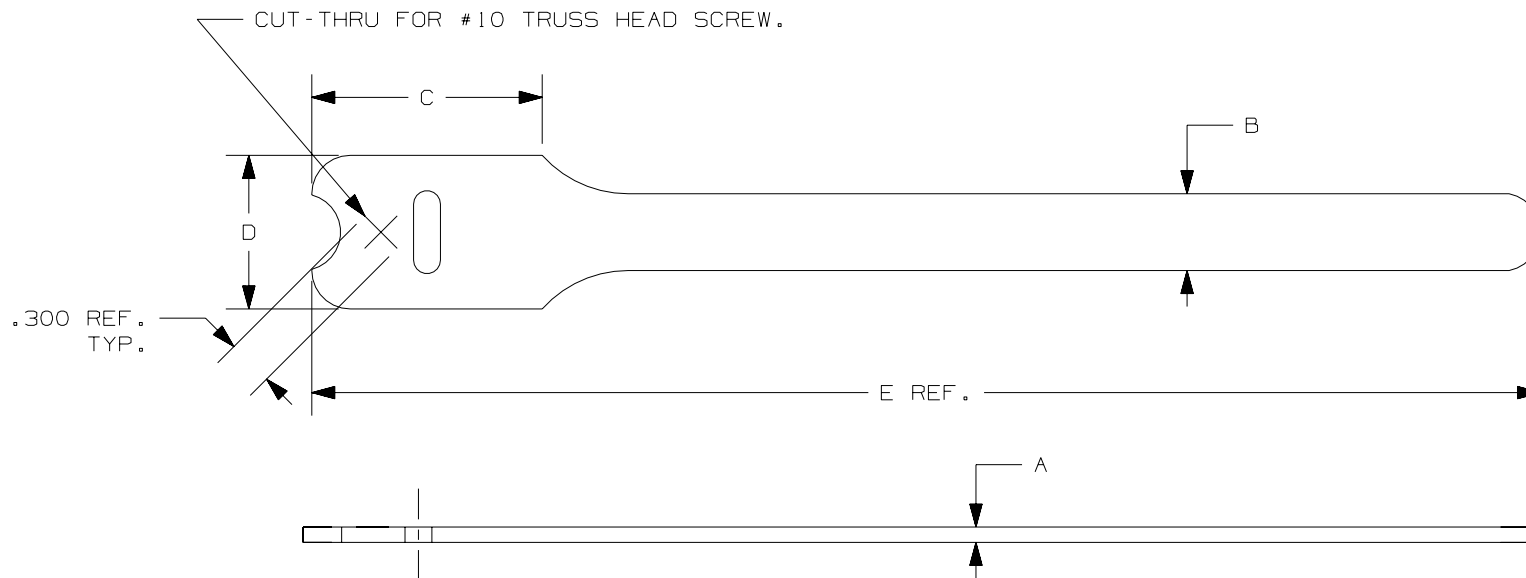 CUT-THRU FOR #10 TRUSS HEAD SCREW.
C
B
D
.300 REF.
TYP.
E REF.
A